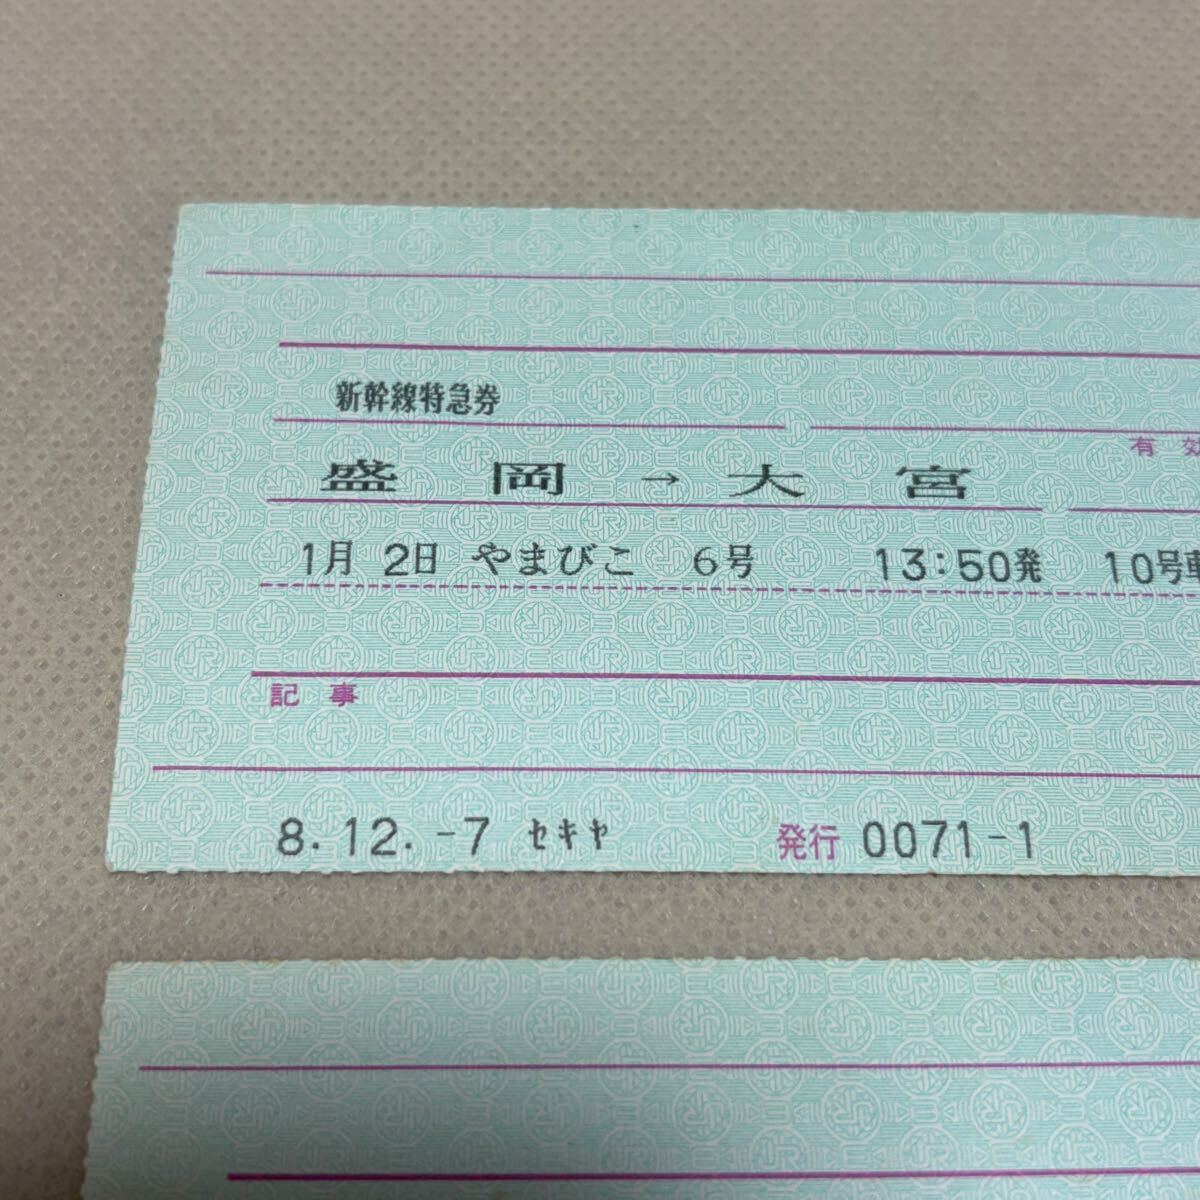 新幹線特急券
有効
盛岡→大宮
1月 2日 やまびこ 6号 13:50発 10号車
記事
8.12.-7 セキヤ 発行 0071-1